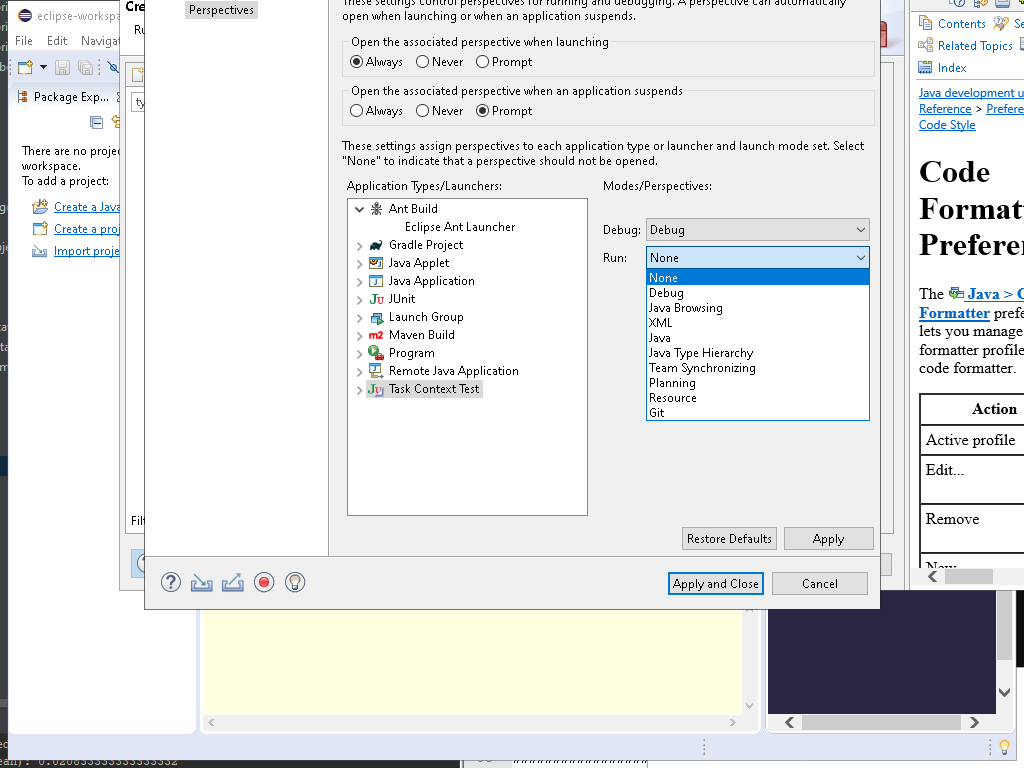 eclipse-workspa
File Edit Navigat
Package Exp...
There are no projec
workspace.
To add a project:
Create a Java
Create a proj
Import proje
Cre
Ru
ty
Filt
Perspectives
These settings control perspectives for running and debugging. A perspective can automatically
open when launching or when an application suspends.
Open the associated perspective when launching
Always Never Prompt
Open the associated perspective when an application suspends
Always Never Prompt
These settings assign perspectives to each application type or launcher and launch mode set. Select
"None" to indicate that a perspective should not be opened.
Application Types/Launchers:
Ant Build
Eclipse Ant Launcher
Gradle Project
Java Applet
Java Application
JUnit
Launch Group
Maven Build
Program
Remote Java Application
Task Context Test
Modes/Perspectives:
Debug: Debug
Run: None
None
Debug
Java Browsing
XML
Java
Java Type Hierarchy
Team Synchronizing
Planning
Resource
Git
Restore Defaults Apply
Apply and Close Cancel
Contents Se
Related Topics
Index
Java development u
Reference > Prefere
Code Style
Code
Formatt
Preferen
The Java > C
Formatter prefe
lets you manage
formatter profile
code formatter.
Action
Active profile
Edit...
Remove
New
ean): 0.020833333333333332